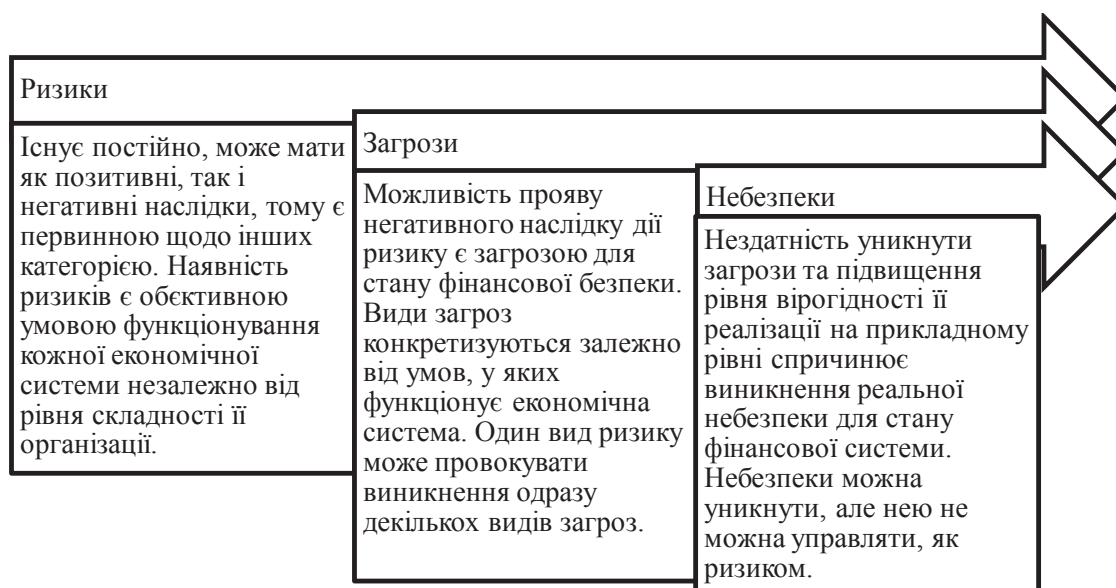 Ризики
Існує постійно, може мати
як позитивні, так і
негативні наслідки, тому є
первинною щодо інших
категорією. Наявність
ризиків є обєктивною
умовою функціонування
кожної економічної
системи незалежно від
рівня складності її
організації.
Загрози
Можливість прояву
негативного наслідку дії
ризику є загрозою для
стану фінансової безпеки.
Види загроз
конкретизуються залежно
від умов, у яких
функціонує економічна
система. Один вид ризику
може провокувати
виникнення одразу
декількох видів загроз.
Небезпеки
Нездатність уникнути
загрози та підвищення
рівня вірогідності її
реалізації на прикладному
рівні спричинює
виникнення реальної
небезпеки для стану
фінансової системи.
Небезпеки можна
уникнути, але нею не
можна управляти, як
ризиком.